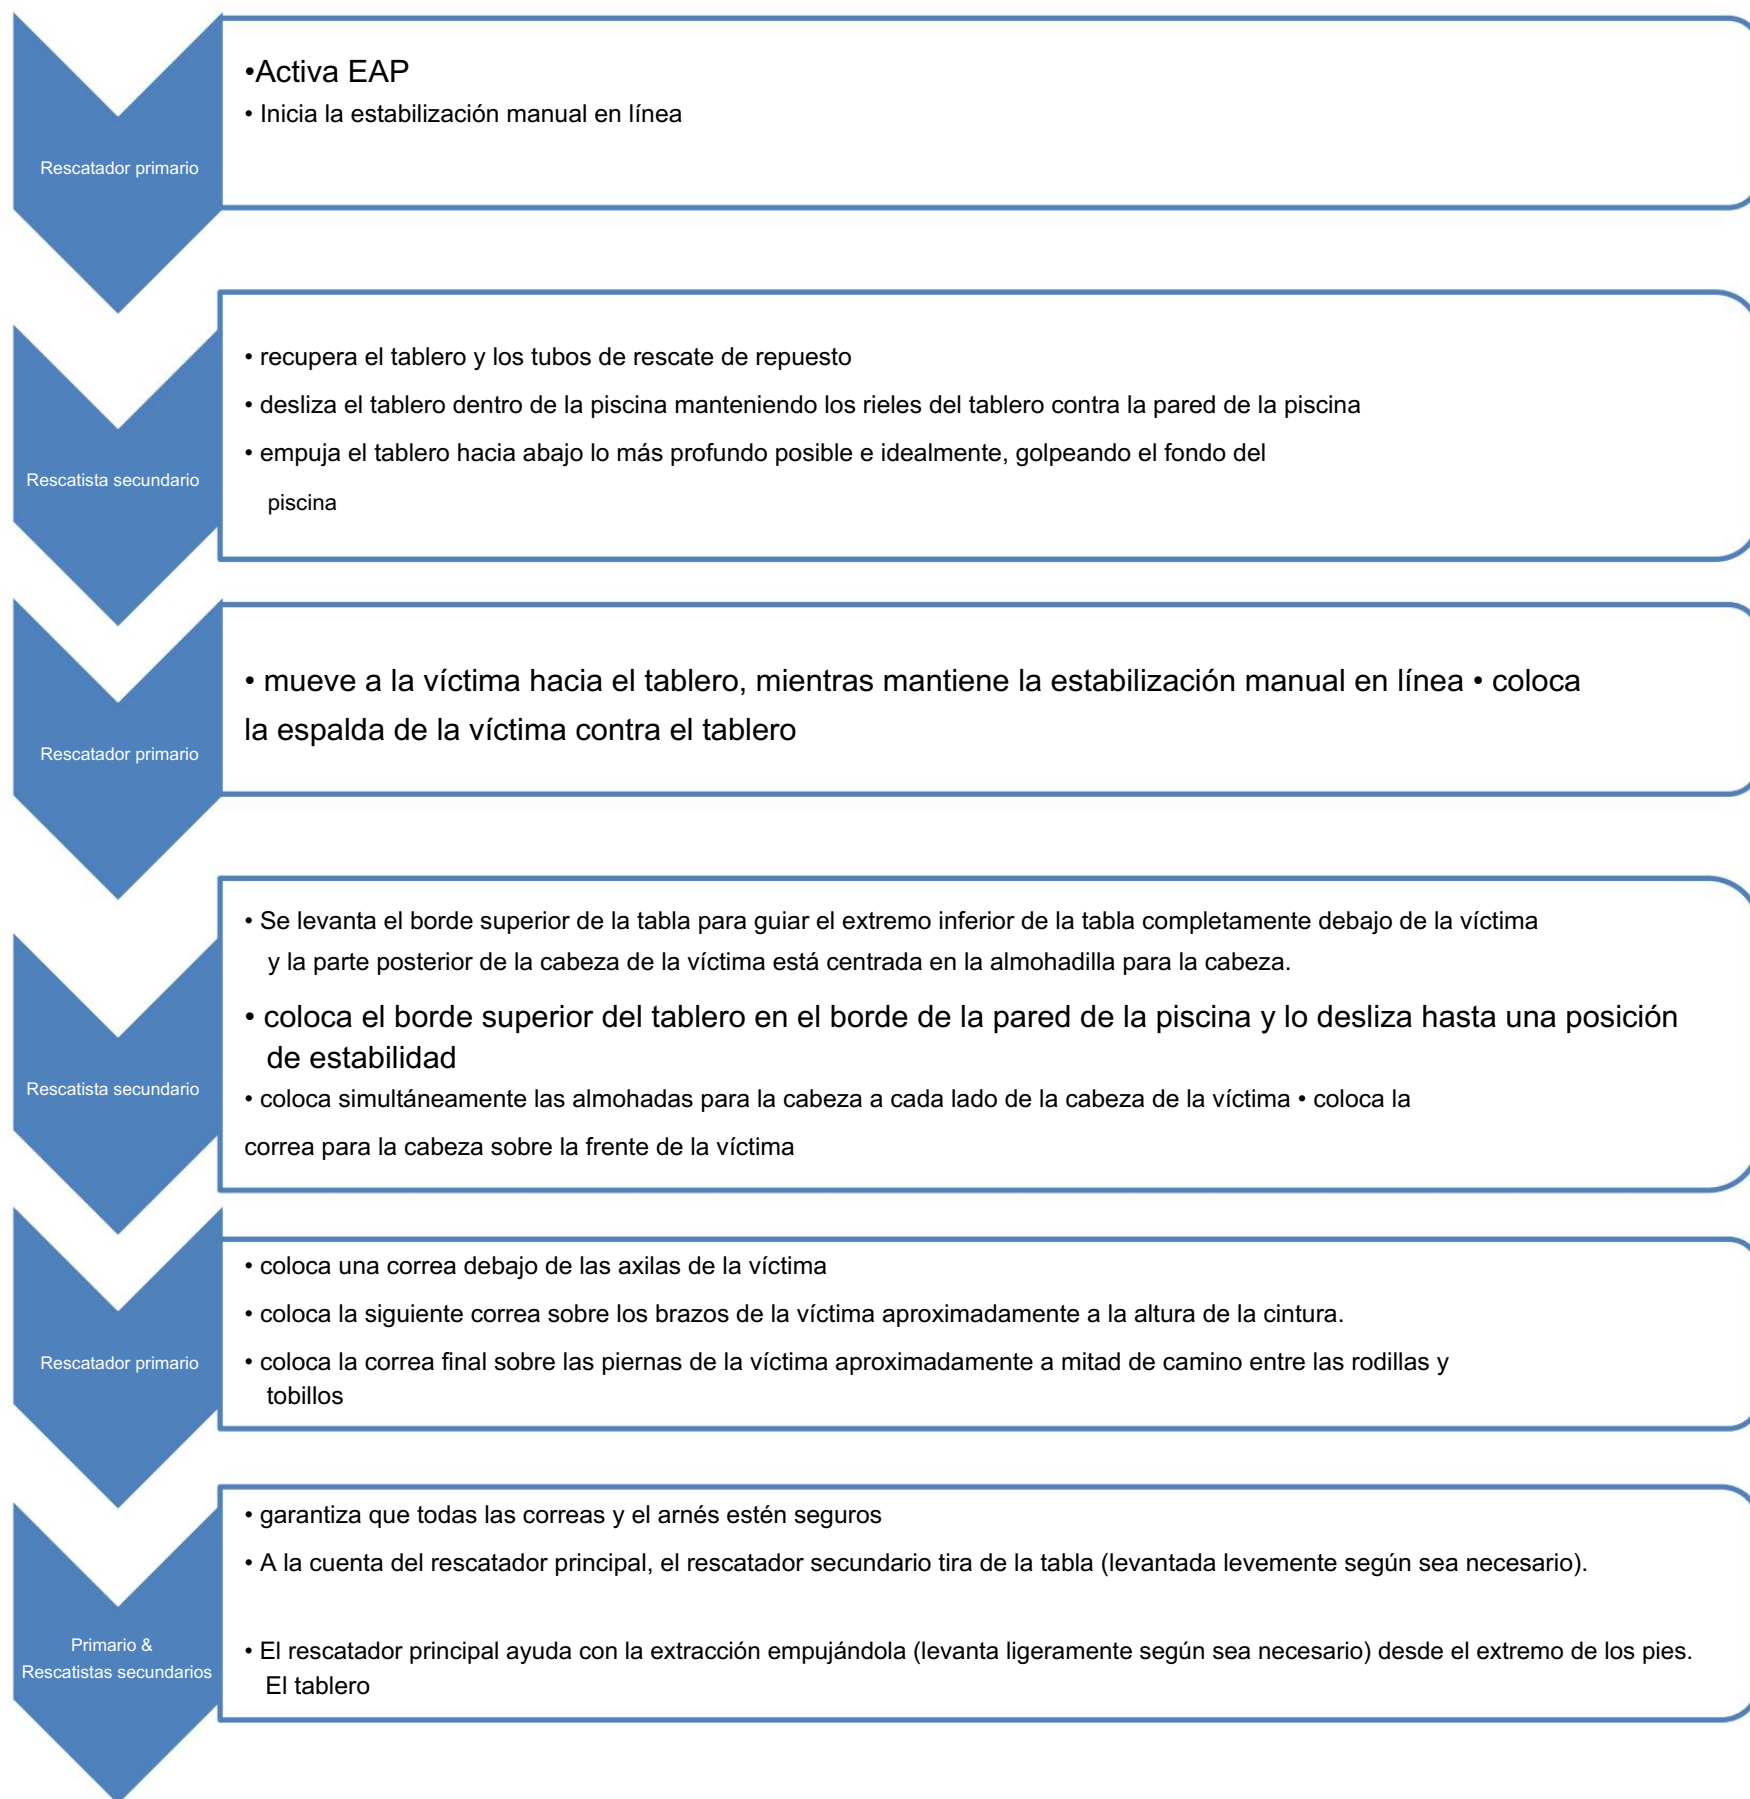 •Activa EAP
• Inicia la estabilización manual en línea
Rescatador primario
• recupera el tablero y los tubos de rescate de repuesto
• desliza el tablero dentro de la piscina manteniendo los rieles del tablero contra la pared de la piscina
• empuja el tablero hacia abajo lo más profundo posible e idealmente, golpeando el fondo del
piscina
Rescatista secundario
• mueve a la víctima hacia el tablero, mientras mantiene la estabilización manual en línea • coloca
la espalda de la víctima contra el tablero
Rescatador primario
• Se levanta el borde superior de la tabla para guiar el extremo inferior de la tabla completamente debajo de la víctima
y la parte posterior de la cabeza de la víctima está centrada en la almohadilla para la cabeza.
• coloca el borde superior del tablero en el borde de la pared de la piscina y lo desliza hasta una posición
de estabilidad
Rescatista secundario
• coloca simultáneamente las almohadas para la cabeza a cada lado de la cabeza de la víctima • coloca la
correa para la cabeza sobre la frente de la víctima
• coloca una correa debajo de las axilas de la víctima
• coloca la siguiente correa sobre los brazos de la víctima aproximadamente a la altura de la cintura.
Rescatador primario
• coloca la correa final sobre las piernas de la víctima aproximadamente a mitad de camino entre las rodillas y
tobillos
• garantiza que todas las correas y el arnés estén seguros
• A la cuenta del rescatador principal, el rescatador secundario tira de la tabla (levantada levemente según sea necesario).
Primario &
Rescatistas secundarios
• El rescatador principal ayuda con la extracción empujándola (levanta ligeramente según sea necesario) desde el extremo de los pies.
El tablero